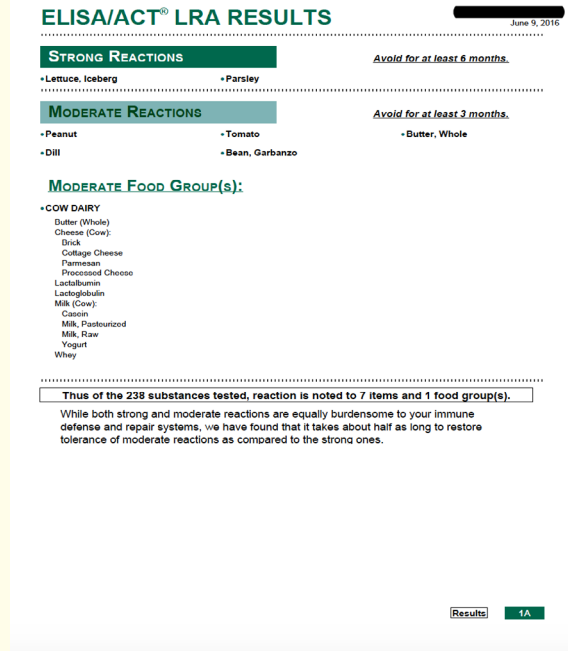 ELISA/ACT® LRA RESULTS
June 9, 2016
STRONG REACTIONS
Avoid for at least 6 months.
•Lettuce, Iceberg •Parsley
MODERATE REACTIONS
Avoid for at least 3 months.
•Peanut •Tomato •Butter, Whole
•Dill •Bean, Garbanzo
MODERATE FOOD GROUP(S):
•COW DAIRY
Butter (Whole)
Cheese (Cow):
Brick
Cottage Cheese
Parmesan
Processed Cheese
Lactalbumin
Lactoglobulin
Milk (Cow):
Casein
Milk, Pasteurized
Milk, Raw
Yogurt
Whey
Thus of the 238 substances tested, reaction is noted to 7 items and 1 food group(s).
While both strong and moderate reactions are equally burdensome to your immune
defense and repair systems, we have found that it takes about half as long to restore
tolerance of moderate reactions as compared to the strong ones.
Results 1A